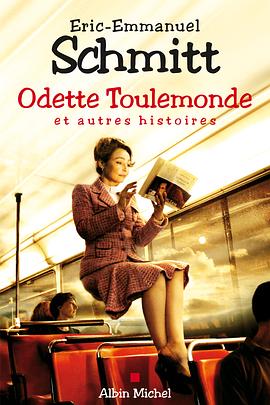 Eric-Emmanuel
Schmitt
Odette Toulemonde
et autres histoires
Albin Michel